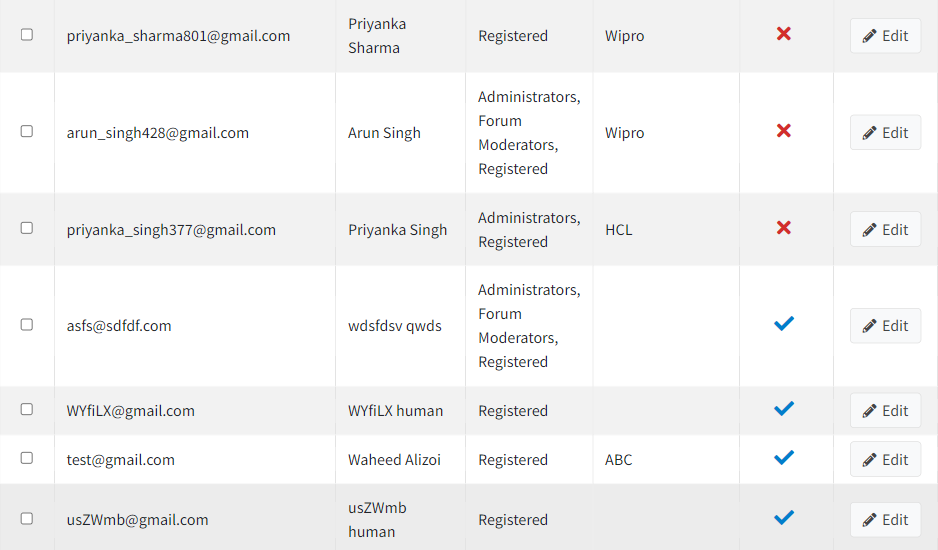 priyanka_sharma801@gmail.com
Priyanka
Sharma
Registered
Wipro
Edit
arun_singh428@gmail.com
Arun Singh
Administrators,
Forum
Moderators,
Registered
Wipro
Edit
priyanka_singh377@gmail.com
Priyanka Singh
Administrators,
Registered
HCL
Edit
asfs@sdfdf.com
wdsfdsv qwds
Administrators,
Forum
Moderators,
Registered
Edit
WYfiLX@gmail.com
WYfiLX human
Registered
Edit
test@gmail.com
Waheed Alizoi
Registered
ABC
Edit
usZWmb@gmail.com
usZWmb
human
Registered
Edit